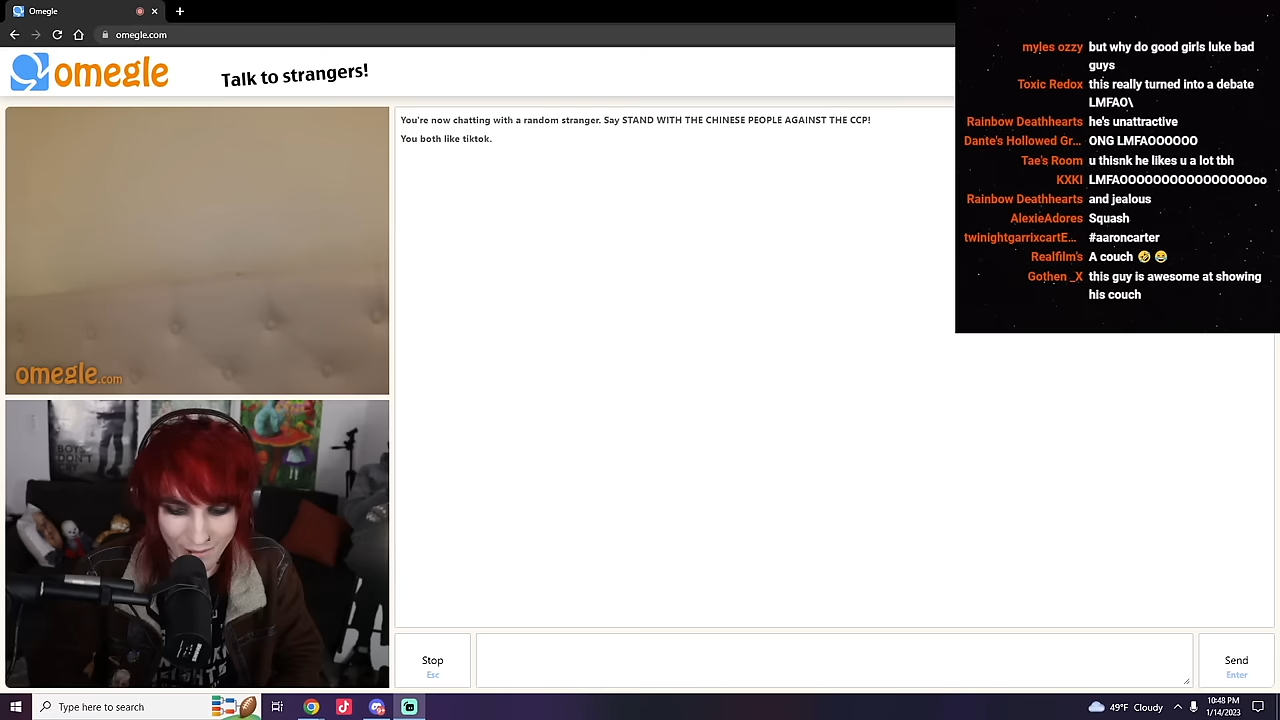 Omegle
omegle.com
omegle
Talk to strangers!
You're now chatting with a random stranger. Say STAND WITH THE CHINESE PEOPLE AGAINST THE CCP!
You both like tiktok.
omegle.com
BOYS
DON'T
Stop
Esc
Send
Enter
myles ozzy but why do good girls luke bad
guys
Toxic Redox this really turned into a debate
LMFAO\
Rainbow Deathhearts he's unattractive
Dante's Hollowed Gr... ONG LMFAOOOOOO
Tae's Room u thisnk he likes u a lot tbh
KXKI LMFAOOOOOOOOOOOOOOOOoo
Rainbow Deathhearts and jealous
AlexieAdores Squash
twinightgarrixcartE... #aaroncarter
Realfilm's A couch 🤣 😂
Gothen _X this guy is awesome at showing
his couch
Type here to search
49°F Cloudy
10:48 PM
1/14/2023